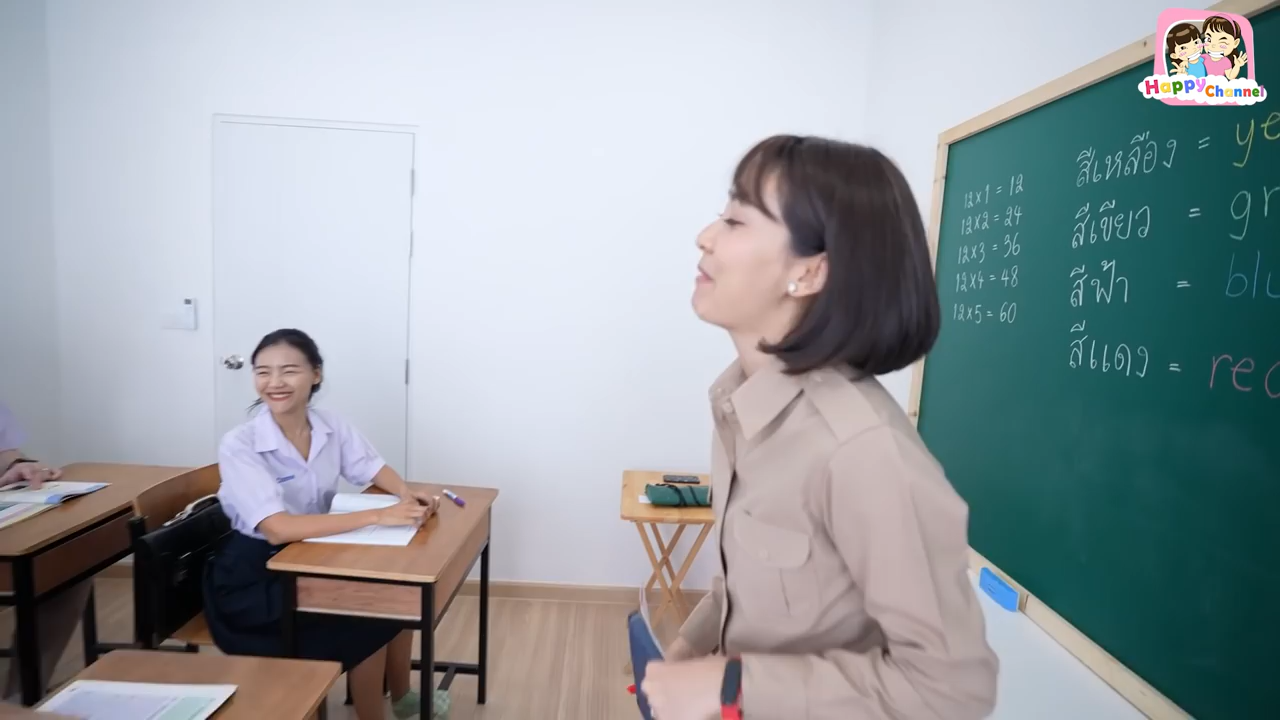 Happy Channel
12x1 = 12
12x2 = 24
12x3 = 36
12x4 = 48
12x5 = 60
สีเหลือง = ye
สีเขียว = gr
สีฟ้า = blu
สีแดง = red